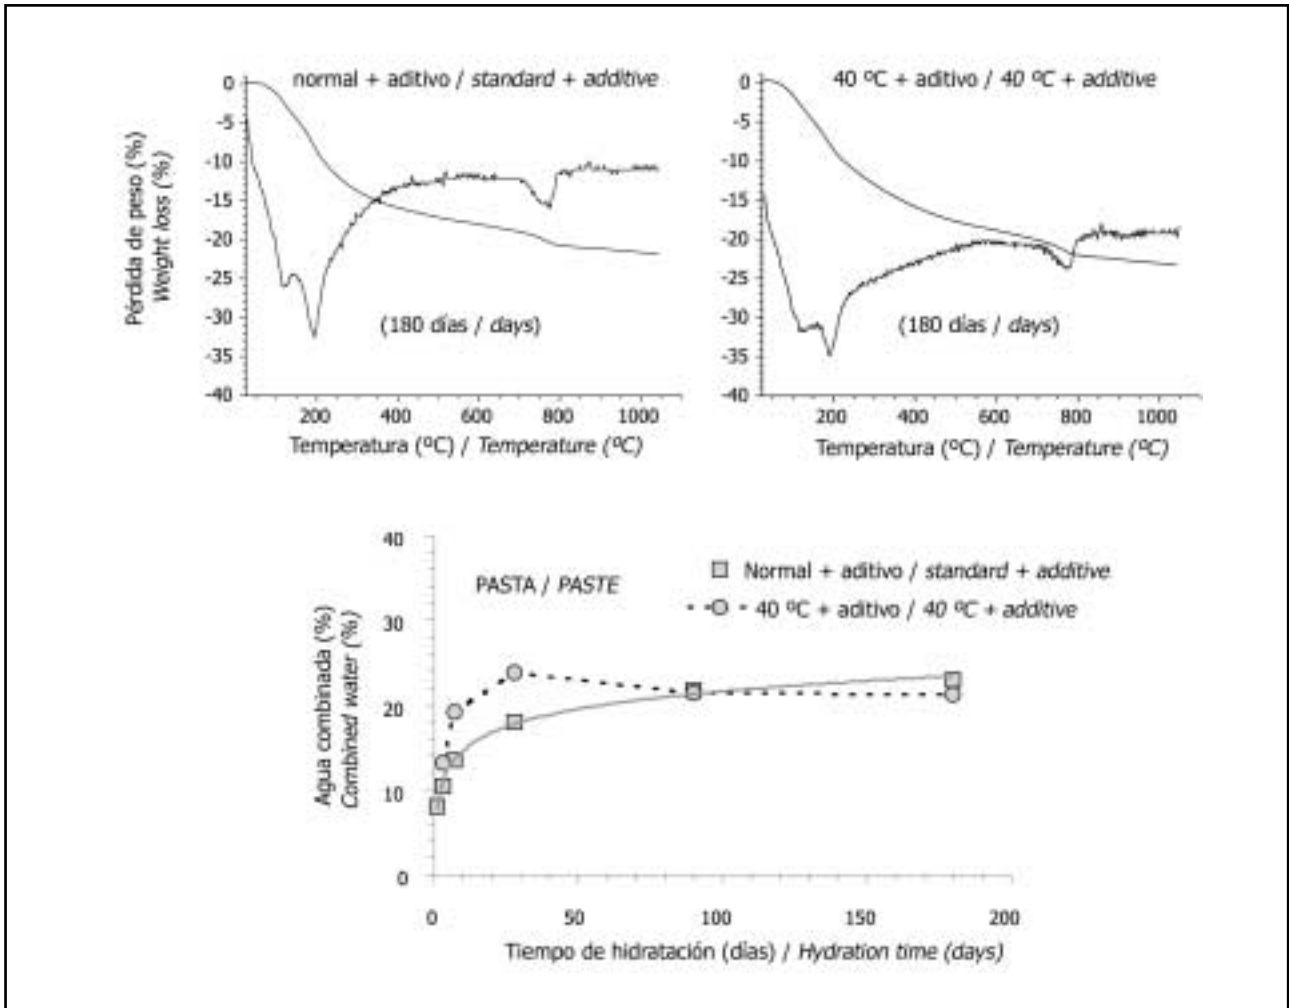 normal + aditivo / standard + additive
0
-5
-10
-15
-20
-25
-30
-35
-40
Pérdida de peso (%)
Weight loss (%)
(180 días / days)
200 400 600 800 1000
Temperatura (ºC) / Temperature (ºC)
40 ºC + aditivo / 40 ºC + additive
0
-5
-10
-15
-20
-25
-30
-35
-40
(180 días / days)
200 400 600 800 1000
Temperatura (ºC) / Temperature (ºC)
40
30
20
10
0
Agua combinada (%)
Combined water (%)
PASTA / PASTE
Normal + aditivo / standard + additive
40 ºC + aditivo / 40 ºC + additive
0 50 100 150 200
Tiempo de hidratación (días) / Hydration time (days)